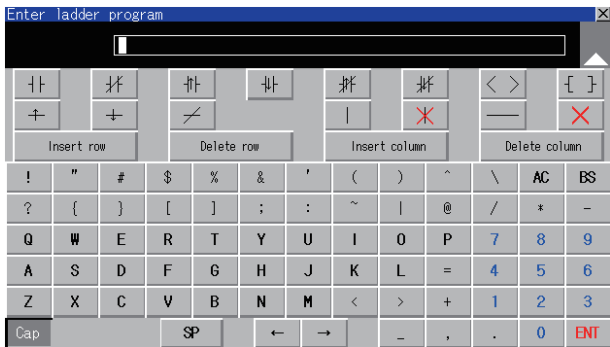 Enter ladder program
Insert row Delete row Insert column Delete column
! " # $ % & ' ( ) ^ \ AC BS
? { } [ ] ; : ~ | @ / * -
Q W E R T Y U I O P 7 8 9
A S D F G H J K L = 4 5 6
Z X C V B N M < > + 1 2 3
Cap SP ← → _ , . 0 ENT